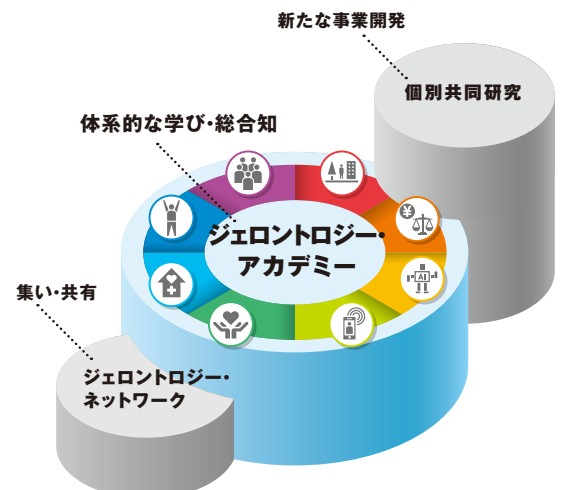 新たな事業開発
個別共同研究
体系的な学び・総合知
ジェロントロジー・
アカデミー
¥
AI
集い・共有
ジェロントロジー・
ネットワーク